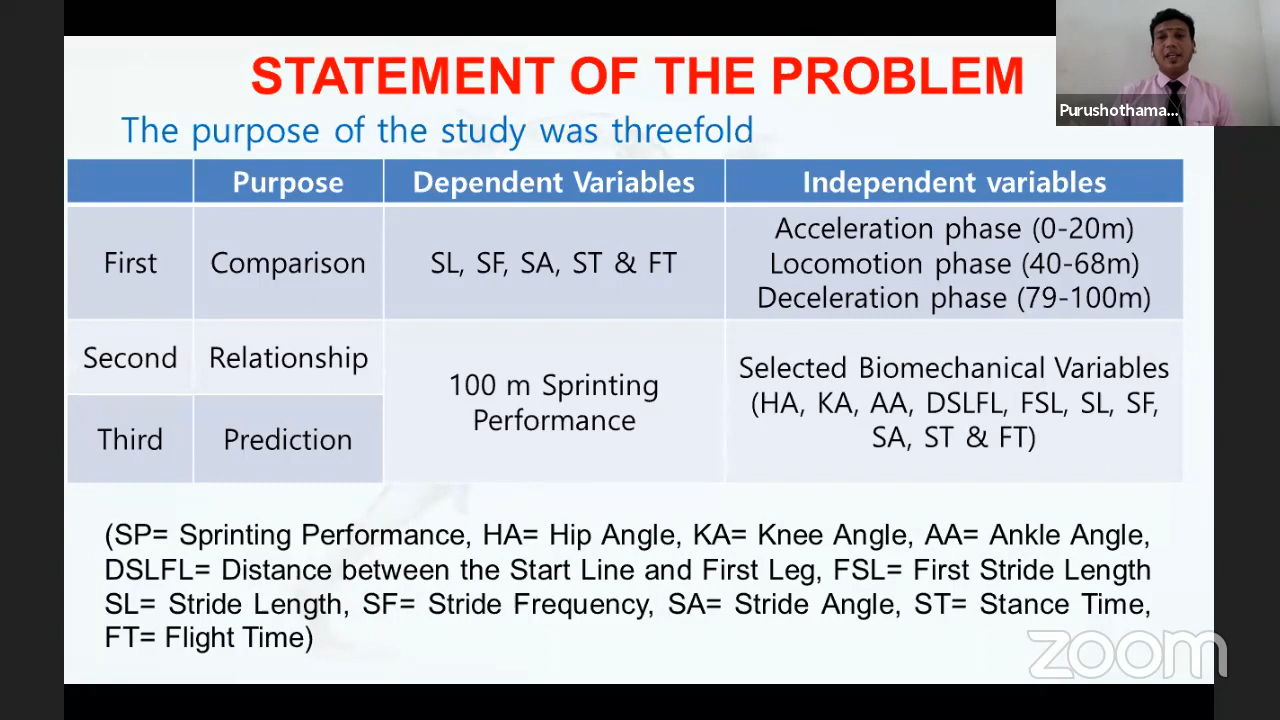 STATEMENT OF THE PROBLEM
Purushothama...
The purpose of the study was threefold
Purpose
Dependent Variables
Independent variables
First
Comparison
SL, SF, SA, ST & FT
Acceleration phase (0-20m)
Locomotion phase (40-68m)
Deceleration phase (79-100m)
Second
Relationship
100 m Sprinting
Performance
Selected Biomechanical Variables
(HA, KA, AA, DSLFL, FSL, SL, SF,
SA, ST & FT)
Third
Prediction
(SP= Sprinting Performance, HA= Hip Angle, KA= Knee Angle, AA= Ankle Angle,
DSLFL= Distance between the Start Line and First Leg, FSL= First Stride Length
SL= Stride Length, SF= Stride Frequency, SA= Stride Angle, ST= Stance Time,
FT= Flight Time)
zoom